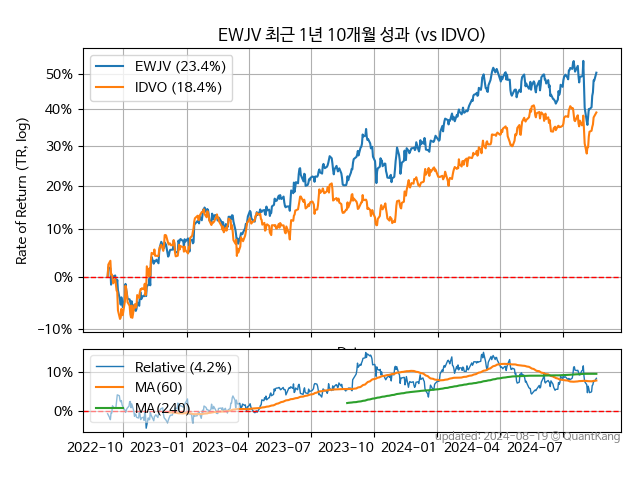 EWJV 최근 1년 10개월 성과 (vs IDVO)
EWJV (23.4%)
IDVO (18.4%)
Rate of Return (TR, log)
50%
40%
30%
20%
10%
0%
−10%
Relative (4.2%)
MA(60)
MA(240)
10%
0%
2022-10 2023-01 2023-04 2023-07 2023-10 2024-01 2024-04 2024-07
updated: 2024-08-19 © QuantKang